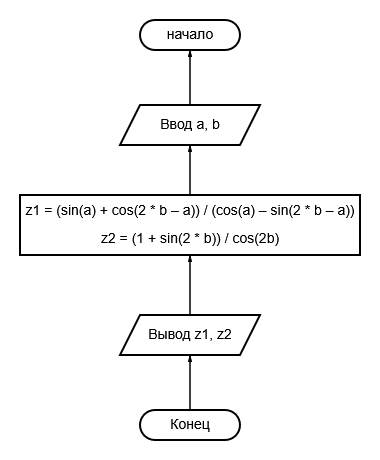 начало
Ввод a, b
z1 = (sin(a) + cos(2 * b – a)) / (cos(a) – sin(2 * b – a))
z2 = (1 + sin(2 * b)) / cos(2b)
Вывод z1, z2
Конец